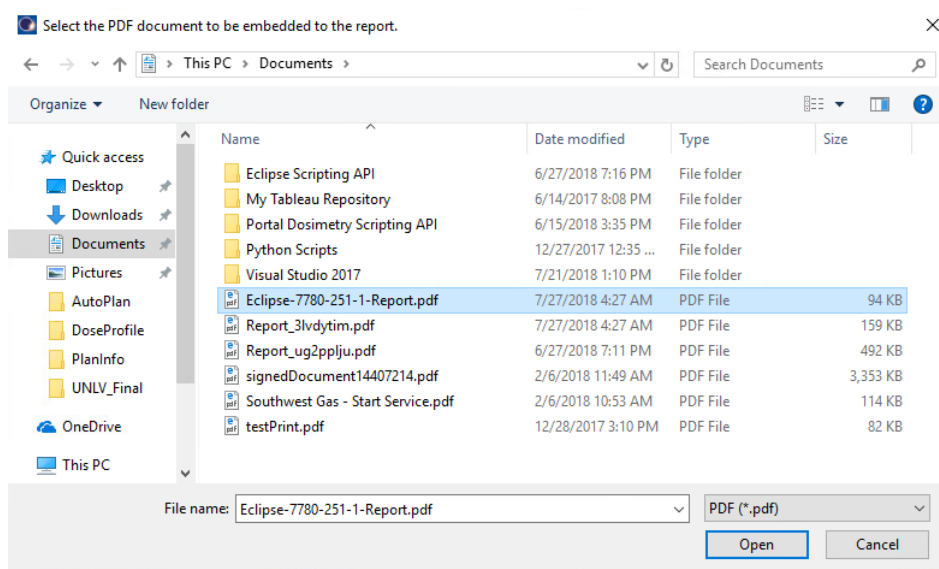 Select the PDF document to be embedded to the report.
This PC > Documents >
Search Documents
Organize New folder
Name Date modified Type Size
Quick access
Desktop
Downloads
Documents
Pictures
AutoPlan
DoseProfile
PlanInfo
UNLV_Final
OneDrive
This PC
Eclipse Scripting API 6/27/2018 7:16 PM File folder
My Tableau Repository 6/14/2017 8:08 PM File folder
Portal Dosimetry Scripting API 6/15/2018 3:35 PM File folder
Python Scripts 12/27/2017 12:35 ... File folder
Visual Studio 2017 7/21/2018 1:10 PM File folder
Eclipse-7780-251-1-Report.pdf 7/27/2018 4:27 AM PDF File 94 KB
Report_3lvdytim.pdf 7/27/2018 4:27 AM PDF File 159 KB
Report_ug2pplju.pdf 6/27/2018 7:11 PM PDF File 492 KB
signedDocument14407214.pdf 2/6/2018 11:49 AM PDF File 3,353 KB
Southwest Gas - Start Service.pdf 2/6/2018 10:53 AM PDF File 114 KB
testPrint.pdf 12/28/2017 3:10 PM PDF File 82 KB
File name: Eclipse-7780-251-1-Report.pdf PDF (*.pdf)
Open Cancel